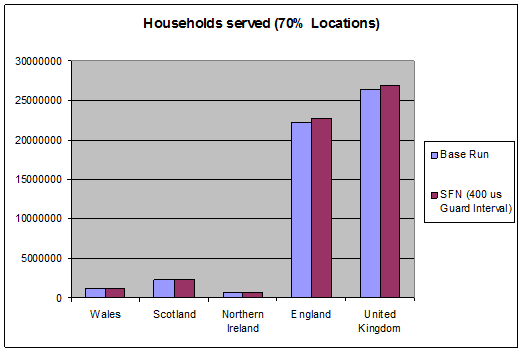 Households served (70% Locations)
30000000
25000000
20000000
15000000
10000000
5000000
0
Wales
Scotland
Northern
Ireland
England
United
Kingdom
Base Run
SFN (400 us
Guard Interval)